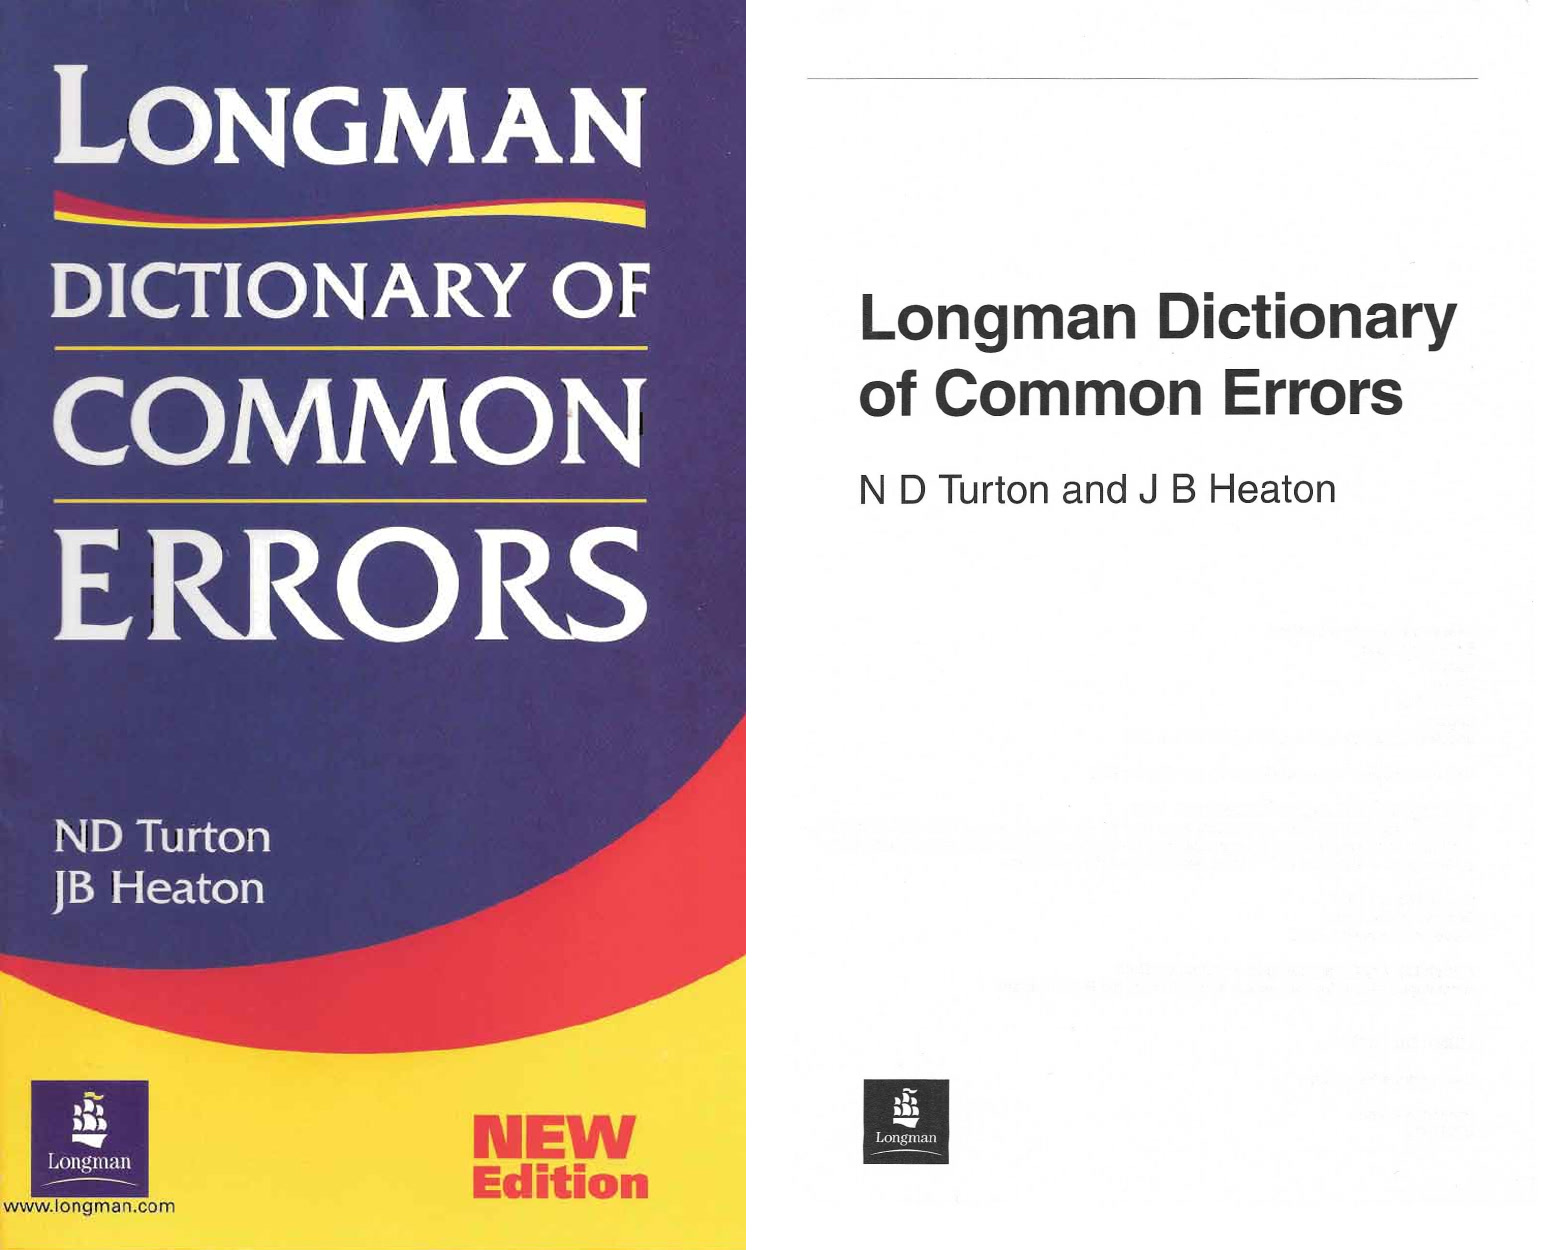 LONGMAN
DICTIONARY OF
COMMON
ERRORS
ND Turton
JB Heaton
Longman
www.longman.com
NEW
Edition
Longman Dictionary
of Common Errors
N D Turton and J B Heaton
Longman